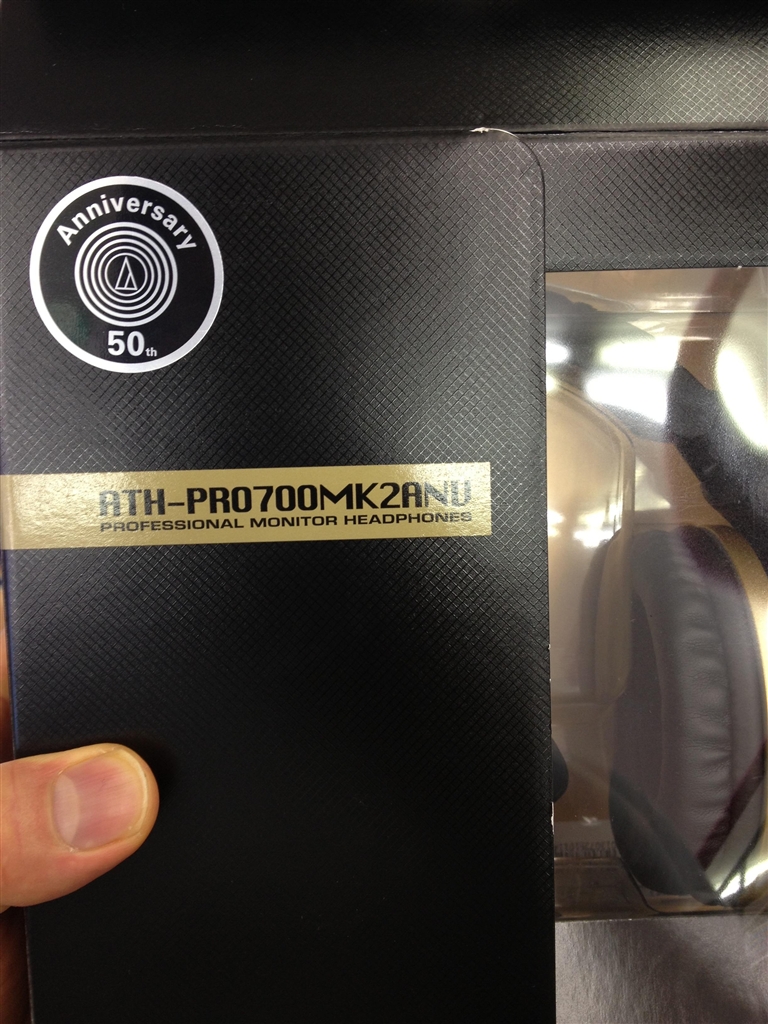 Anniversary
50th
ATH-PRO700MK2ANV
PROFESSIONAL MONITOR HEADPHONES